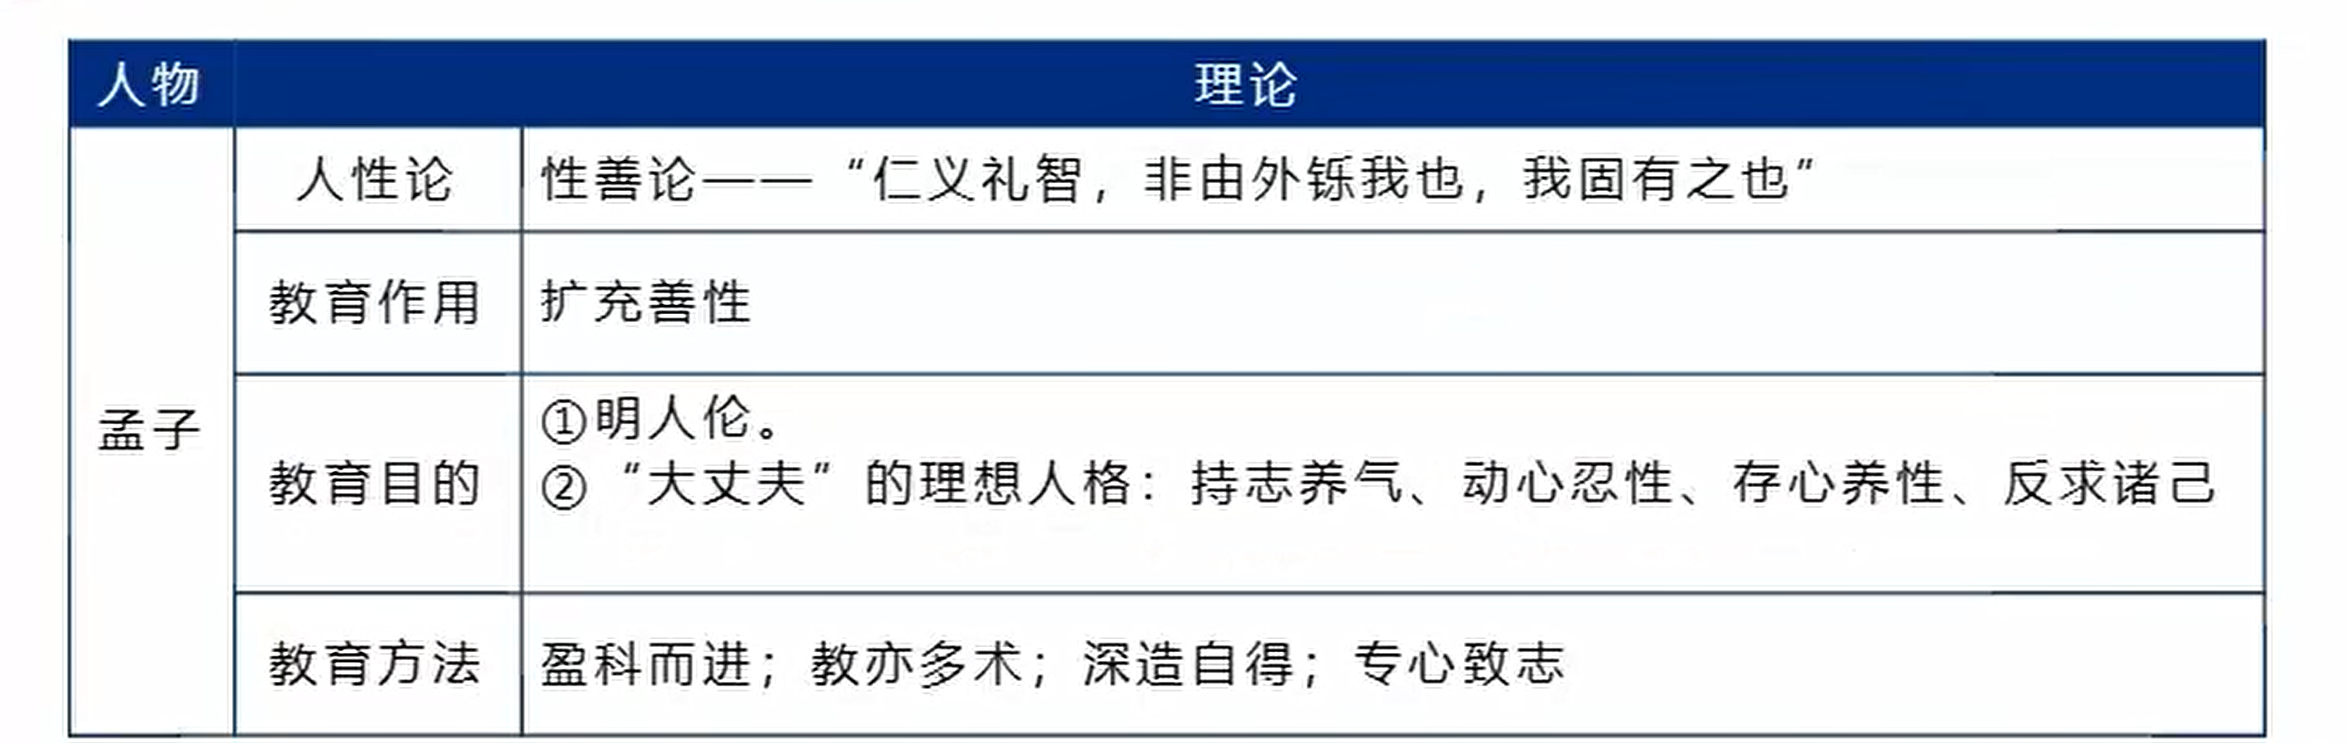 人物
理论
孟子
人性论
性善论——“仁义礼智，非由外铄我也，我固有之也”
教育作用
扩充善性
教育目的
①明人伦。
②“大丈夫”的理想人格：持志养气、动心忍性、存心养性、反求诸己
教育方法
盈科而进；教亦多术；深造自得；专心致志